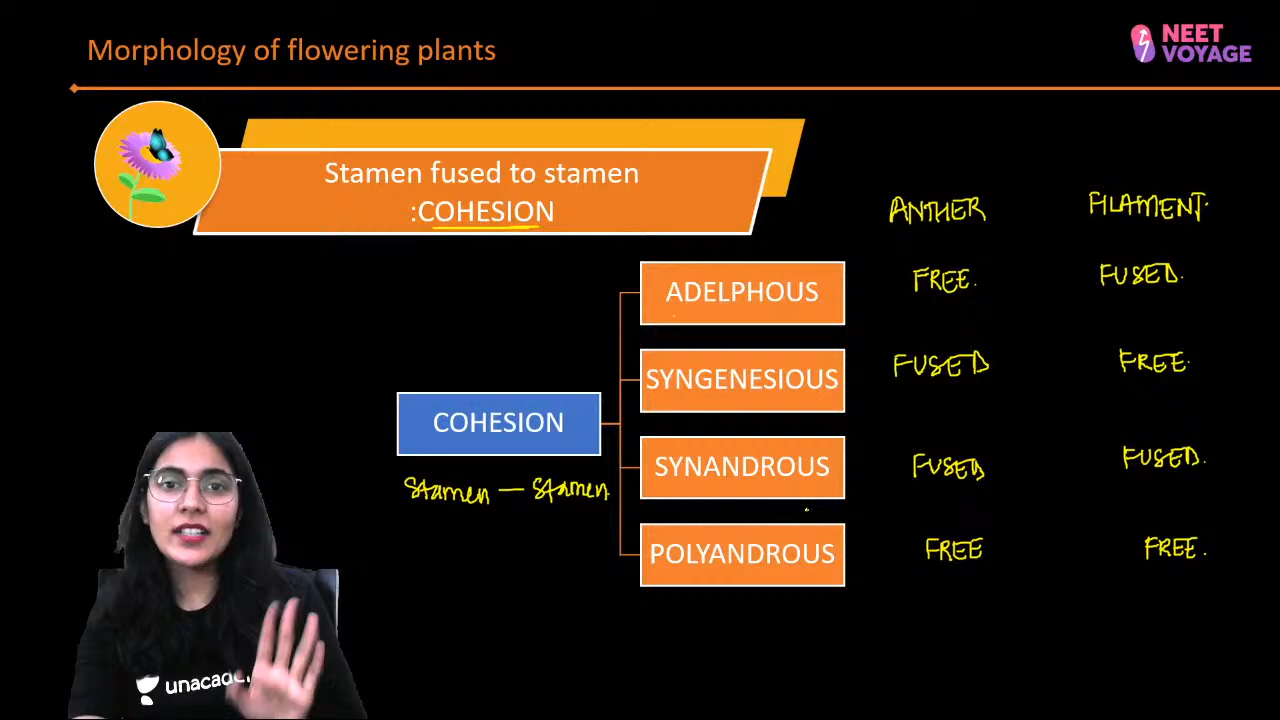 Morphology of flowering plants
NEET
VOYAGE
Stamen fused to stamen
:COHESION
ANTHER FILAMENT.
ADELPHOUS FREE. FUSED.
SYNGENESIOUS FUSED FREE.
COHESION
SYNANDROUS FUSED FUSED.
Stamen — Stamen
POLYANDROUS FREE FREE.